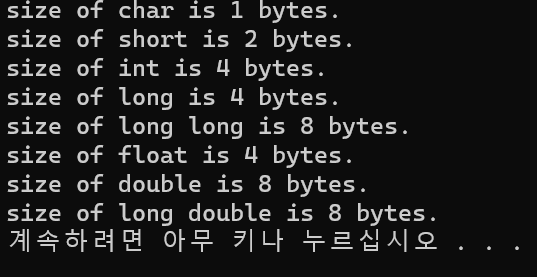 size of char is 1 bytes.
size of short is 2 bytes.
size of int is 4 bytes.
size of long is 4 bytes.
size of long long is 8 bytes.
size of float is 4 bytes.
size of double is 8 bytes.
size of long double is 8 bytes.
계속하려면 아무 키나 누르십시오 . . .